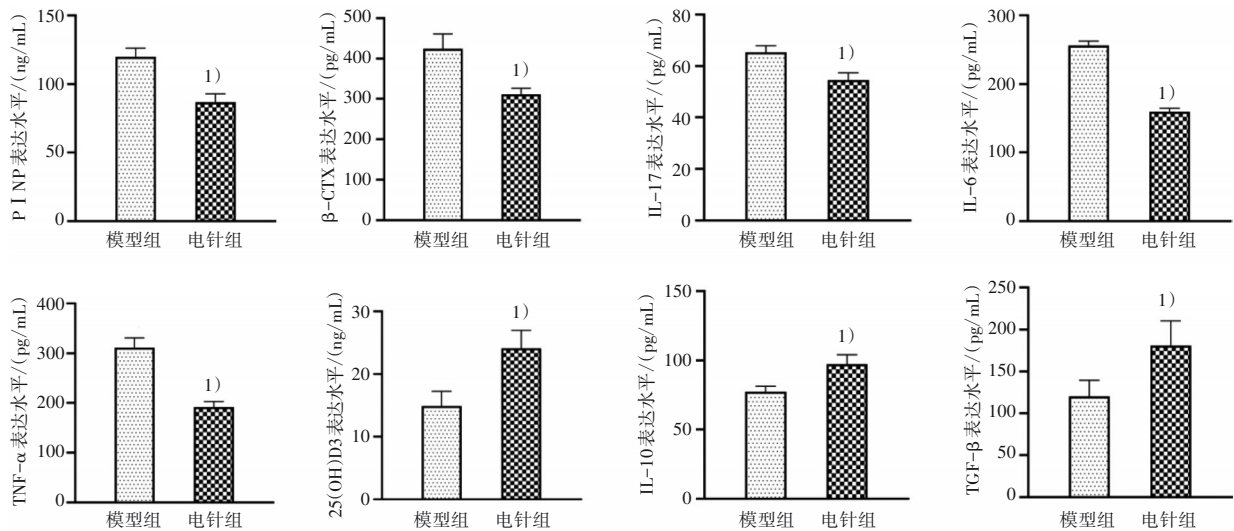 PⅠNP表达水平/(ng/mL)
150
100
50
0
1)
模型组 电针组
β-CTX表达水平/(pg/mL)
500
400
300
200
100
0
1)
模型组 电针组
IL-17表达水平/(pg/mL)
80
60
40
20
0
1)
模型组 电针组
IL-6表达水平/(pg/mL)
300
200
100
0
1)
模型组 电针组
TNF-α表达水平/(pg/mL)
400
300
200
100
0
1)
模型组 电针组
25(OH)D3表达水平/(ng/mL)
30
20
10
0
1)
模型组 电针组
IL-10表达水平/(pg/mL)
150
100
50
0
1)
模型组 电针组
TGF-β表达水平/(pg/mL)
250
200
150
100
50
0
1)
模型组 电针组